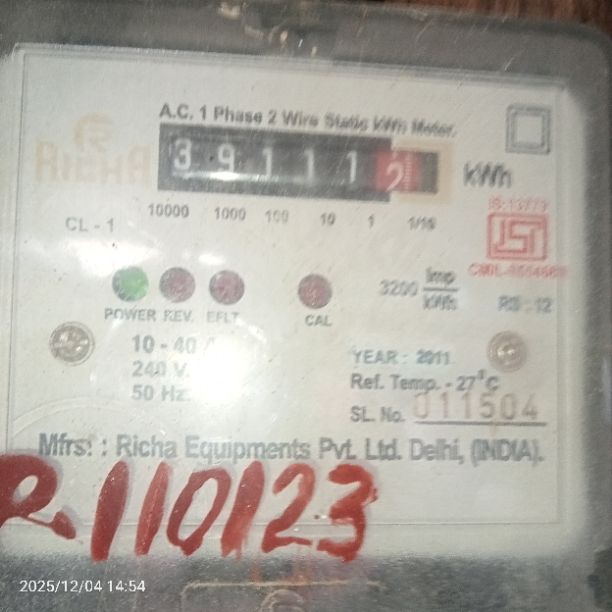 A.C. 1 Phase 2 Wire Static kWh Meter.
RICHA
3 9 1 1 1 2 kWh
10000 1000 100 10 1 1/10
CL - 1
IS:13779
ISI
CM/L-
3200 Imp/kWh
RS : 12
POWER REV. EFLT CAL
10 - 40 A
240 V.
50 Hz.
YEAR : 2011
Ref. Temp. - 27°C
SL. No. 011504
Mfrs. : Richa Equipments Pvt. Ltd. Delhi, (INDIA).
R.110123
2025/12/04 14:54